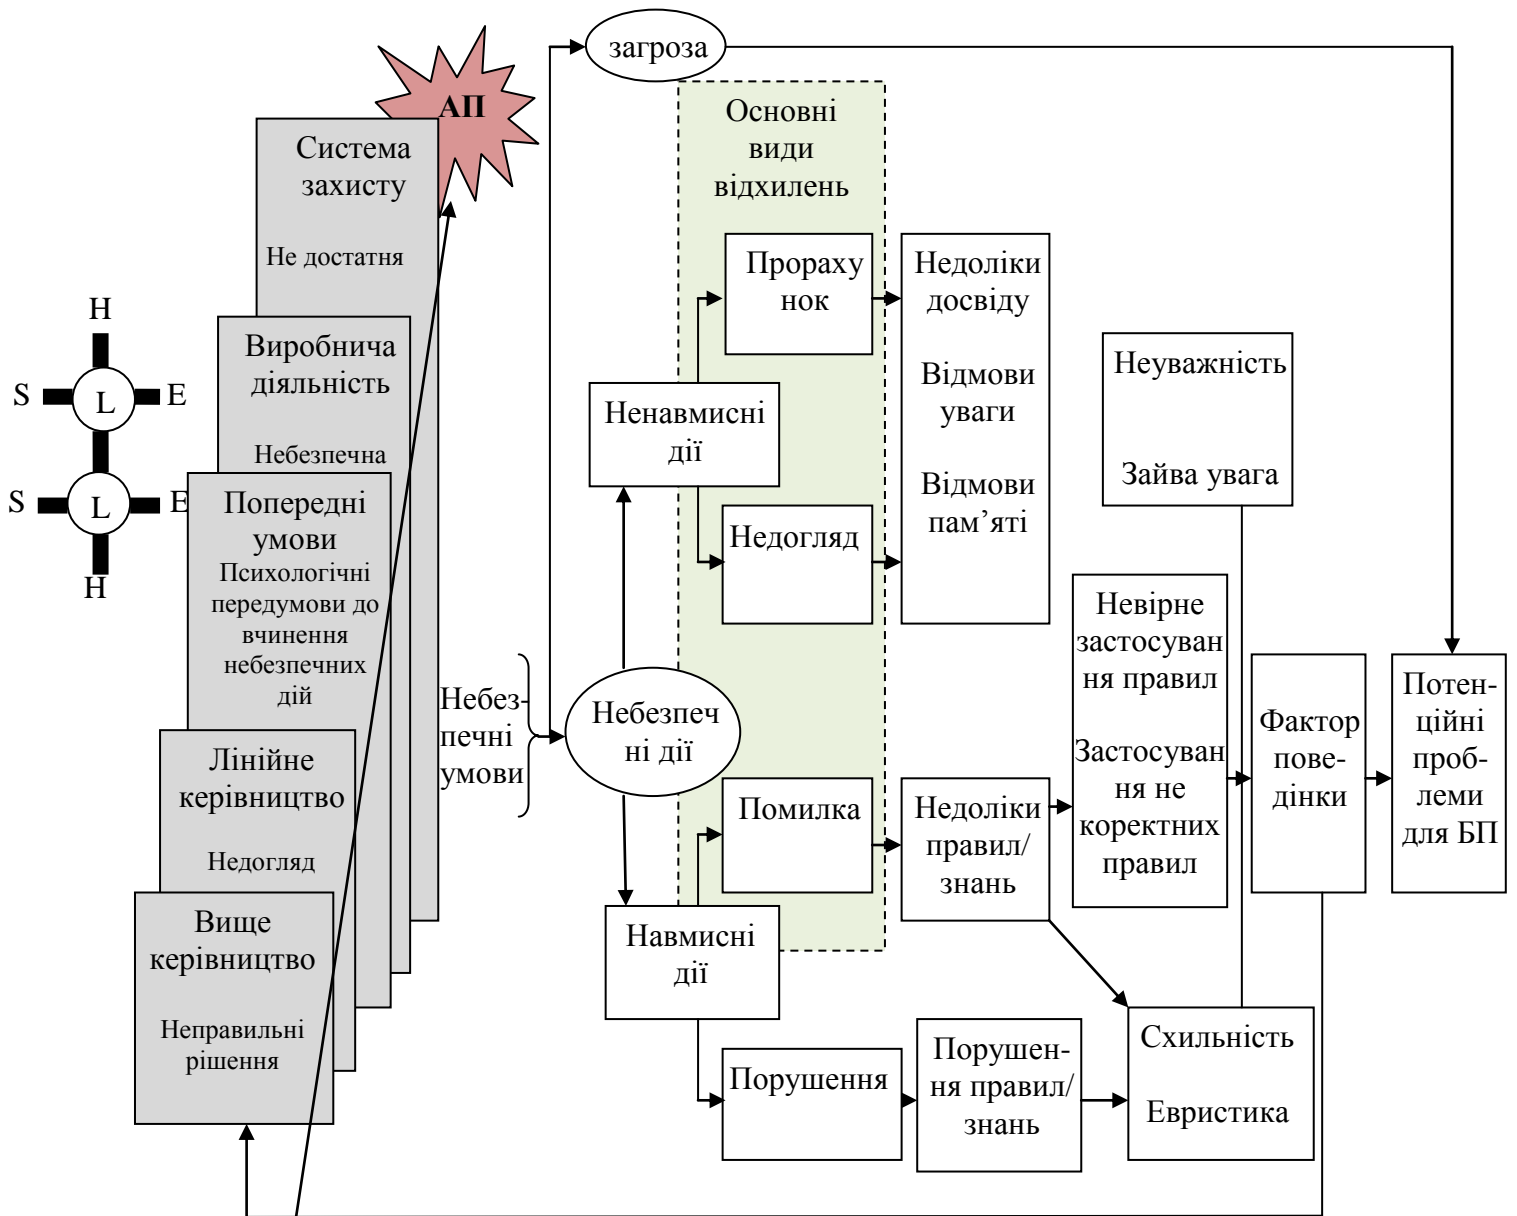 загроза
АП
Основні
види
відхилень
Система
захисту
Не достатня
H
S
L
E
S
L
E
H
Виробнича
діяльність
Небезпечна
Попередні
умови
Психологічні
передумови до
вчинення
небезпечних
дій
Лінійне
керівництво
Недогляд
Вище
керівництво
Неправильні
рішення
Небез-
печні
умови
Небезпеч
ні дії
Ненавмисні
дії
Навмисні
дії
Прораху
нок
Недогляд
Помилка
Порушення
Недоліки
досвіду
Відмови
уваги
Відмови
пам’яті
Недоліки
правил/
знань
Порушен-
ня правил/
знань
Неуважність
Зайва увага
Невірне
застосуван
ня правил
Застосуван
ня не
коректних
правил
Схильність
Евристика
Фактор
пове-
дінки
Потен-
ційні
проб-
леми
для БП